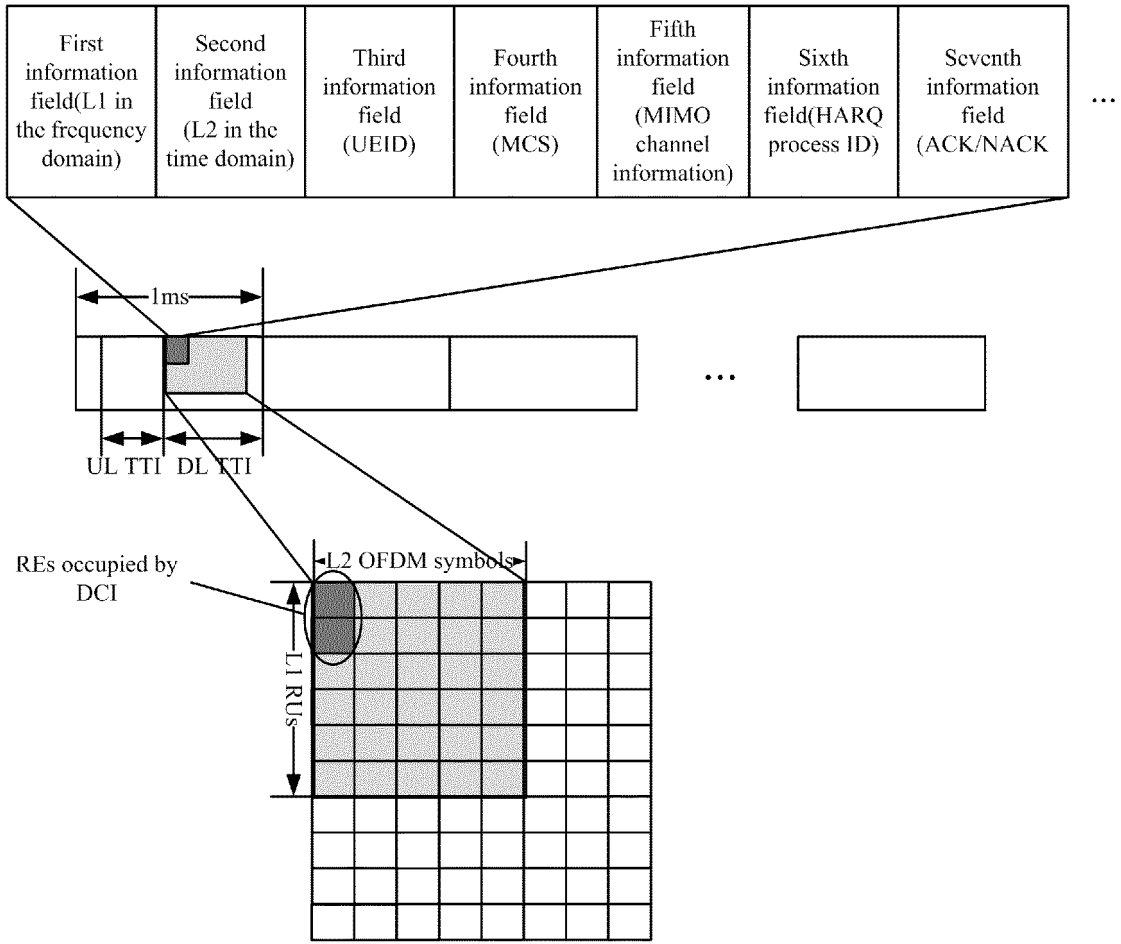 First
information
field(L1 in
the frequency
domain)
Second
information
field
(L2 in the
time domain)
Third
information
field
(UEID)
Fourth
information
field
(MCS)
Fifth
information
field
(MIMO
channel
information)
Sixth
information
field(HARQ
process ID)
Seventh
information
field
(ACK/NACK
...
1ms
...
UL TTI
DL TTI
L2 OFDM symbols
REs occupied by
DCI
L1 RUs